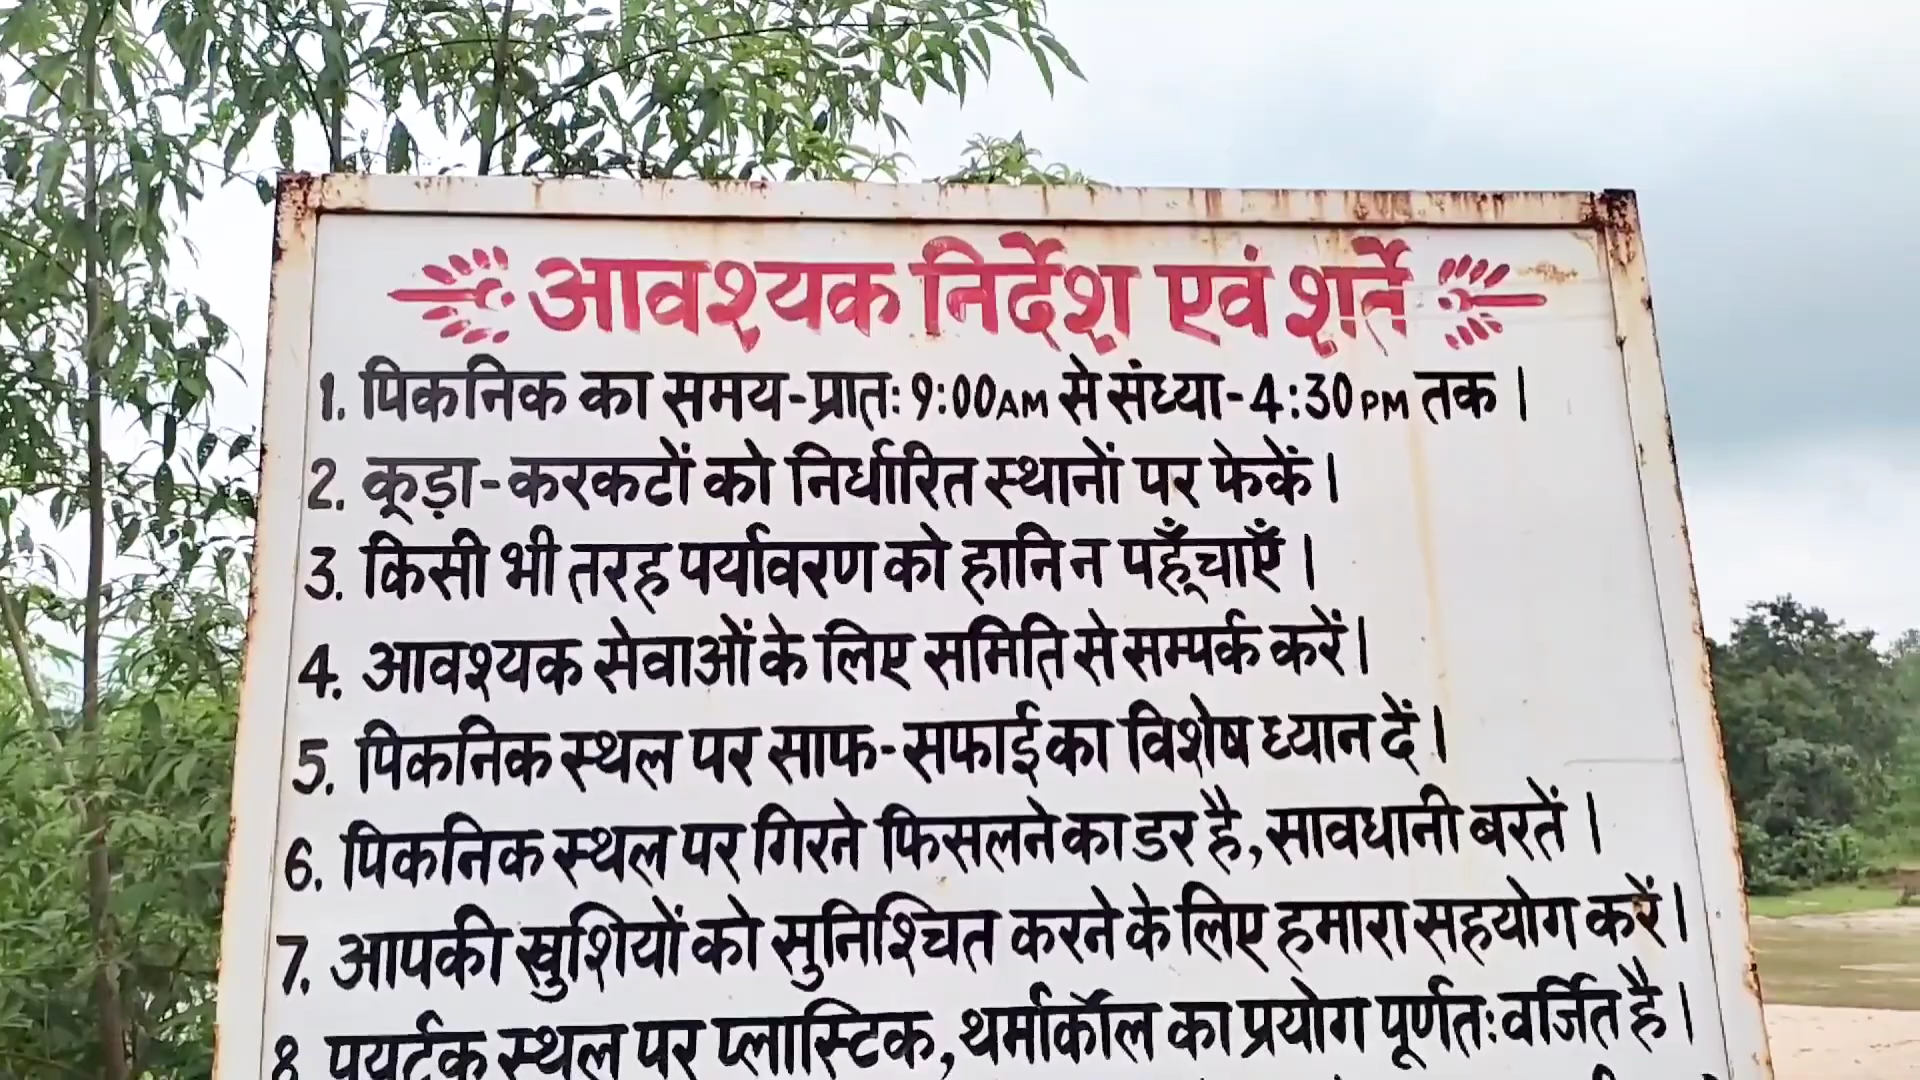 आवश्यक निर्देश एवं शर्ते
1. पिकनिक का समय-प्रातः 9:00AM से संध्या-4:30PM तक।
2. कूड़ा-करकटों को निर्धारित स्थानों पर फेकें।
3. किसी भी तरह पर्यावरण को हानि न पहूँचाएँ।
4. आवश्यक सेवाओं के लिए समिति से सम्पर्क करें।
5. पिकनिक स्थल पर साफ-सफाई का विशेष ध्यान दें।
6. पिकनिक स्थल पर गिरने फिसलने का डर है, सावधानी बरतें।
7. आपकी खुशियों को सुनिश्चित करने के लिए हमारा सहयोग करें।
8 पयर्टक स्थल पर प्लास्टिक, थर्माकॉल का प्रयोग पूर्णतः वर्जित है।